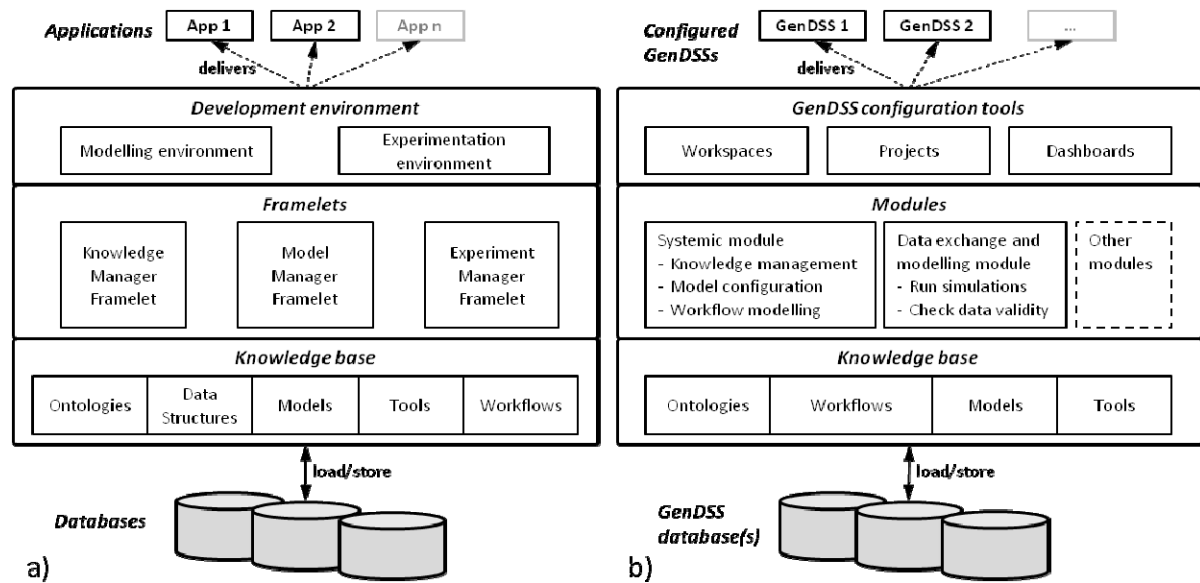 Applications
App 1
App 2
App n
delivers
Development environment
Modelling environment
Experimentation
environment
Framelets
Knowledge
Manager
Framelet
Model
Manager
Framelet
Experiment
Manager
Framelet
Knowledge base
Ontologies
Data
Structures
Models
Tools
Workflows
load/store
Databases
a)
Configured
GenDSSs
GenDSS 1
GenDSS 2
...
delivers
GenDSS configuration tools
Workspaces
Projects
Dashboards
Modules
Systemic module
- Knowledge management
- Model configuration
- Workflow modelling
Data exchange and
modelling module
- Run simulations
- Check data validity
Other
modules
Knowledge base
Ontologies
Workflows
Models
Tools
load/store
GenDSS
database(s)
b)